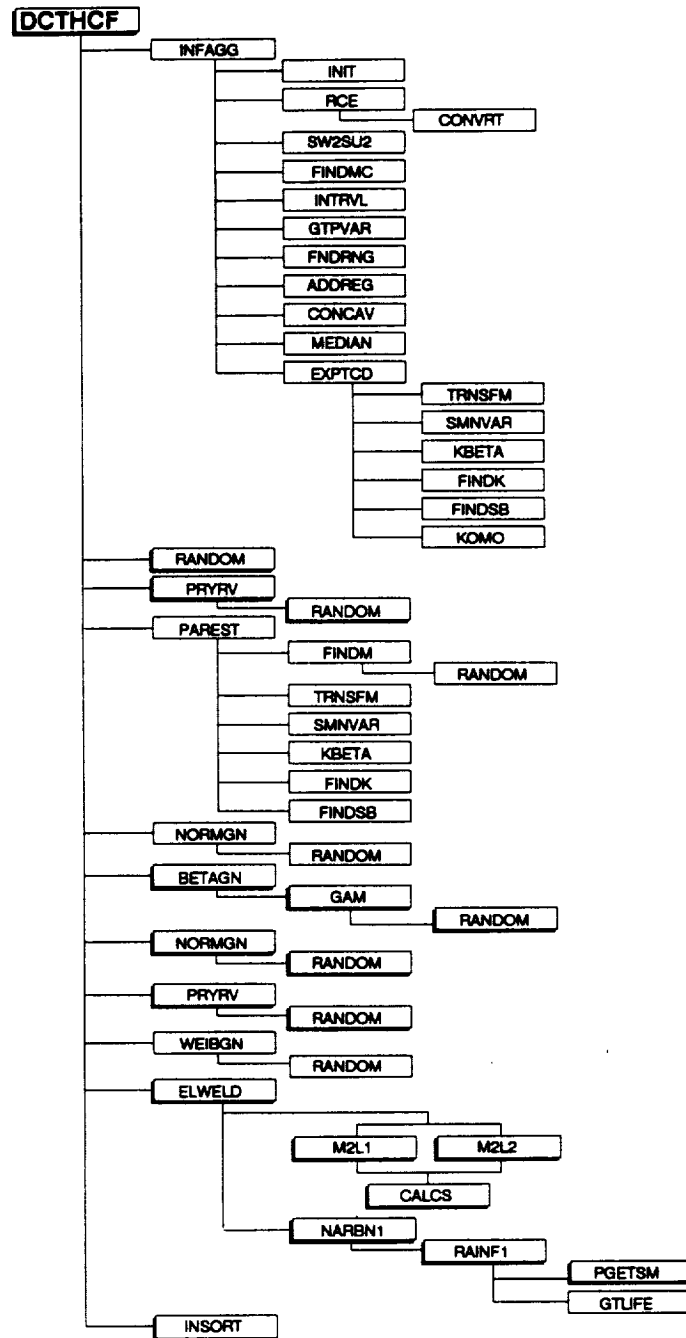 DCTHCF
INFAGG
INIT
RCE
CONVRT
SW2SU2
FINDMC
INTRVL
GTPVAR
FNDRNG
ADDREG
CONCAV
MEDIAN
EXPTCD
TRNSFM
SMNVAR
KBETA
FINDK
FINDSB
KOMO
RANDOM
PRYRV
RANDOM
PAREST
FINDM
RANDOM
TRNSFM
SMNVAR
KBETA
FINDK
FINDSB
NORMGN
RANDOM
BETAGN
GAM
RANDOM
NORMGN
RANDOM
PRYRV
RANDOM
WEIBGN
RANDOM
ELWELD
M2L1 M2L2
CALCS
NARBN1
RAINF1
PGETSM
GTLIFE
INSORT